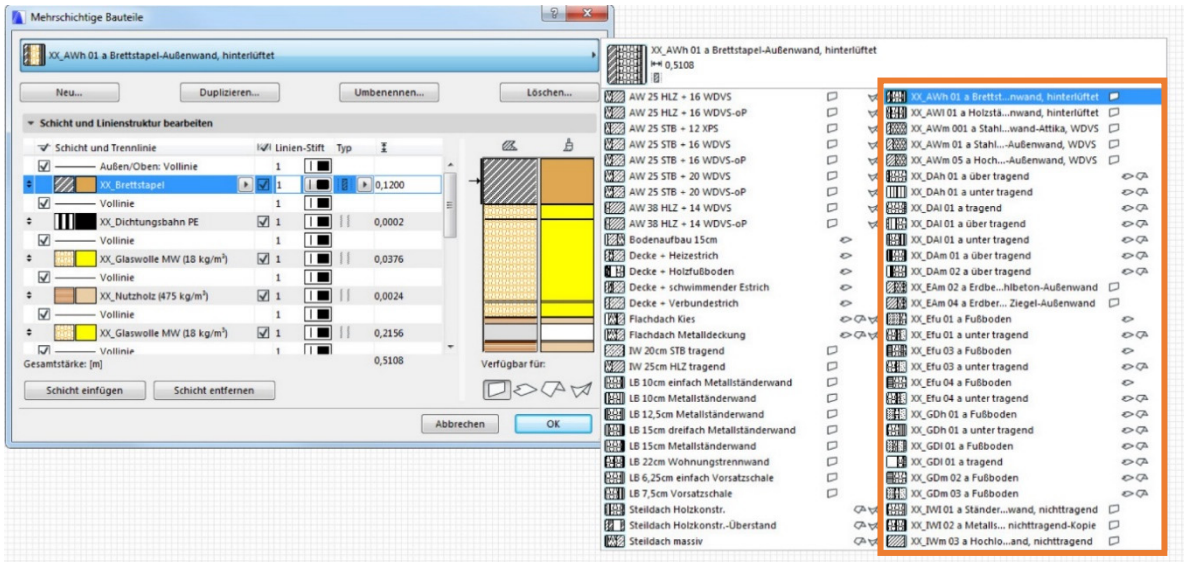 Mehrschichtige Bauteile
XX_AWh 01 a Brettstapel-Außenwand, hinterlüftet
Neu...
Duplizieren...
Umbenennen...
Löschen...
Schicht und Linienstruktur bearbeiten
Schicht und Trennlinie Linien-Stift Typ
Außen/Oben: Vollinie 1
XX_Brettstapel 1 0,1200
Vollinie 1
XX_Dichtungsbahn PE 1 0,0002
Vollinie 1
XX_Glaswolle MW (18 kg/m³) 1 0,0376
Vollinie 1
XX_Nutzholz (475 kg/m³) 1 0,0024
Vollinie 1
XX_Glaswolle MW (18 kg/m³) 1 0,2156
Vollinie 1
Gesamtstärke: [m] 0,5108
Verfügbar für:
Schicht einfügen
Schicht entfernen
Abbrechen
OK
XX_AWh 01 a Brettstapel-Außenwand, hinterlüftet
0,5108
AW 25 HLZ + 16 WDVS
AW 25 HLZ + 16 WDVS-oP
AW 25 STB + 12 XPS
AW 25 STB + 16 WDVS
AW 25 STB + 16 WDVS-oP
AW 25 STB + 20 WDVS
AW 25 STB + 20 WDVS-oP
AW 38 HLZ + 14 WDVS
AW 38 HLZ + 14 WDVS-oP
Bodenaufbau 15cm
Decke + Heizestrich
Decke + Holzfußboden
Decke + schwimmender Estrich
Decke + Verbundestrich
Flachdach Kies
Flachdach Metalldeckung
IW 20cm STB tragend
IW 25cm HLZ tragend
LB 10cm einfach Metallständerwand
LB 10cm Metallständerwand
LB 12,5cm Metallständerwand
LB 15cm dreifach Metallständerwand
LB 15cm Metallständerwand
LB 22cm Wohnungstrennwand
LB 6,25cm einfach Vorsatzschale
LB 7,5cm Vorsatzschale
Steildach Holzkonstr.
Steildach Holzkonstr.-Überstand
Steildach massiv
XX_AWh 01 a Brettst...nwand, hinterlüftet
XX_AWI 01 a Holzstä...nwand, hinterlüftet
XX_AWm 001 a Stahl...wand-Attika, WDVS
XX_AWm 01 a Stahl...-Außenwand, WDVS
XX_AWm 05 a Hoch...-Außenwand, WDVS
XX_DAh 01 a über tragend
XX_DAh 01 a unter tragend
XX_DAI 01 a tragend
XX_DAI 01 a über tragend
XX_DAI 01 a unter tragend
XX_DAm 01 a über tragend
XX_DAm 02 a über tragend
XX_EAm 02 a Erdbe...hlbeton-Außenwand
XX_EAm 04 a Erdber... Ziegel-Außenwand
XX_Efu 01 a Fußboden
XX_Efu 01 a unter tragend
XX_Efu 03 a Fußboden
XX_Efu 03 a unter tragend
XX_Efu 04 a Fußboden
XX_Efu 04 a unter tragend
XX_GDh 01 a Fußboden
XX_GDh 01 a unter tragend
XX_GDI 01 a Fußboden
XX_GDI 01 a tragend
XX_GDm 02 a Fußboden
XX_GDm 03 a Fußboden
XX_IWI 01 a Ständer...wand, nichttragend
XX_IWI 02 a Metalls... nichttragend-Kopie
XX_IWm 03 a Hochlo...and, nichttragend